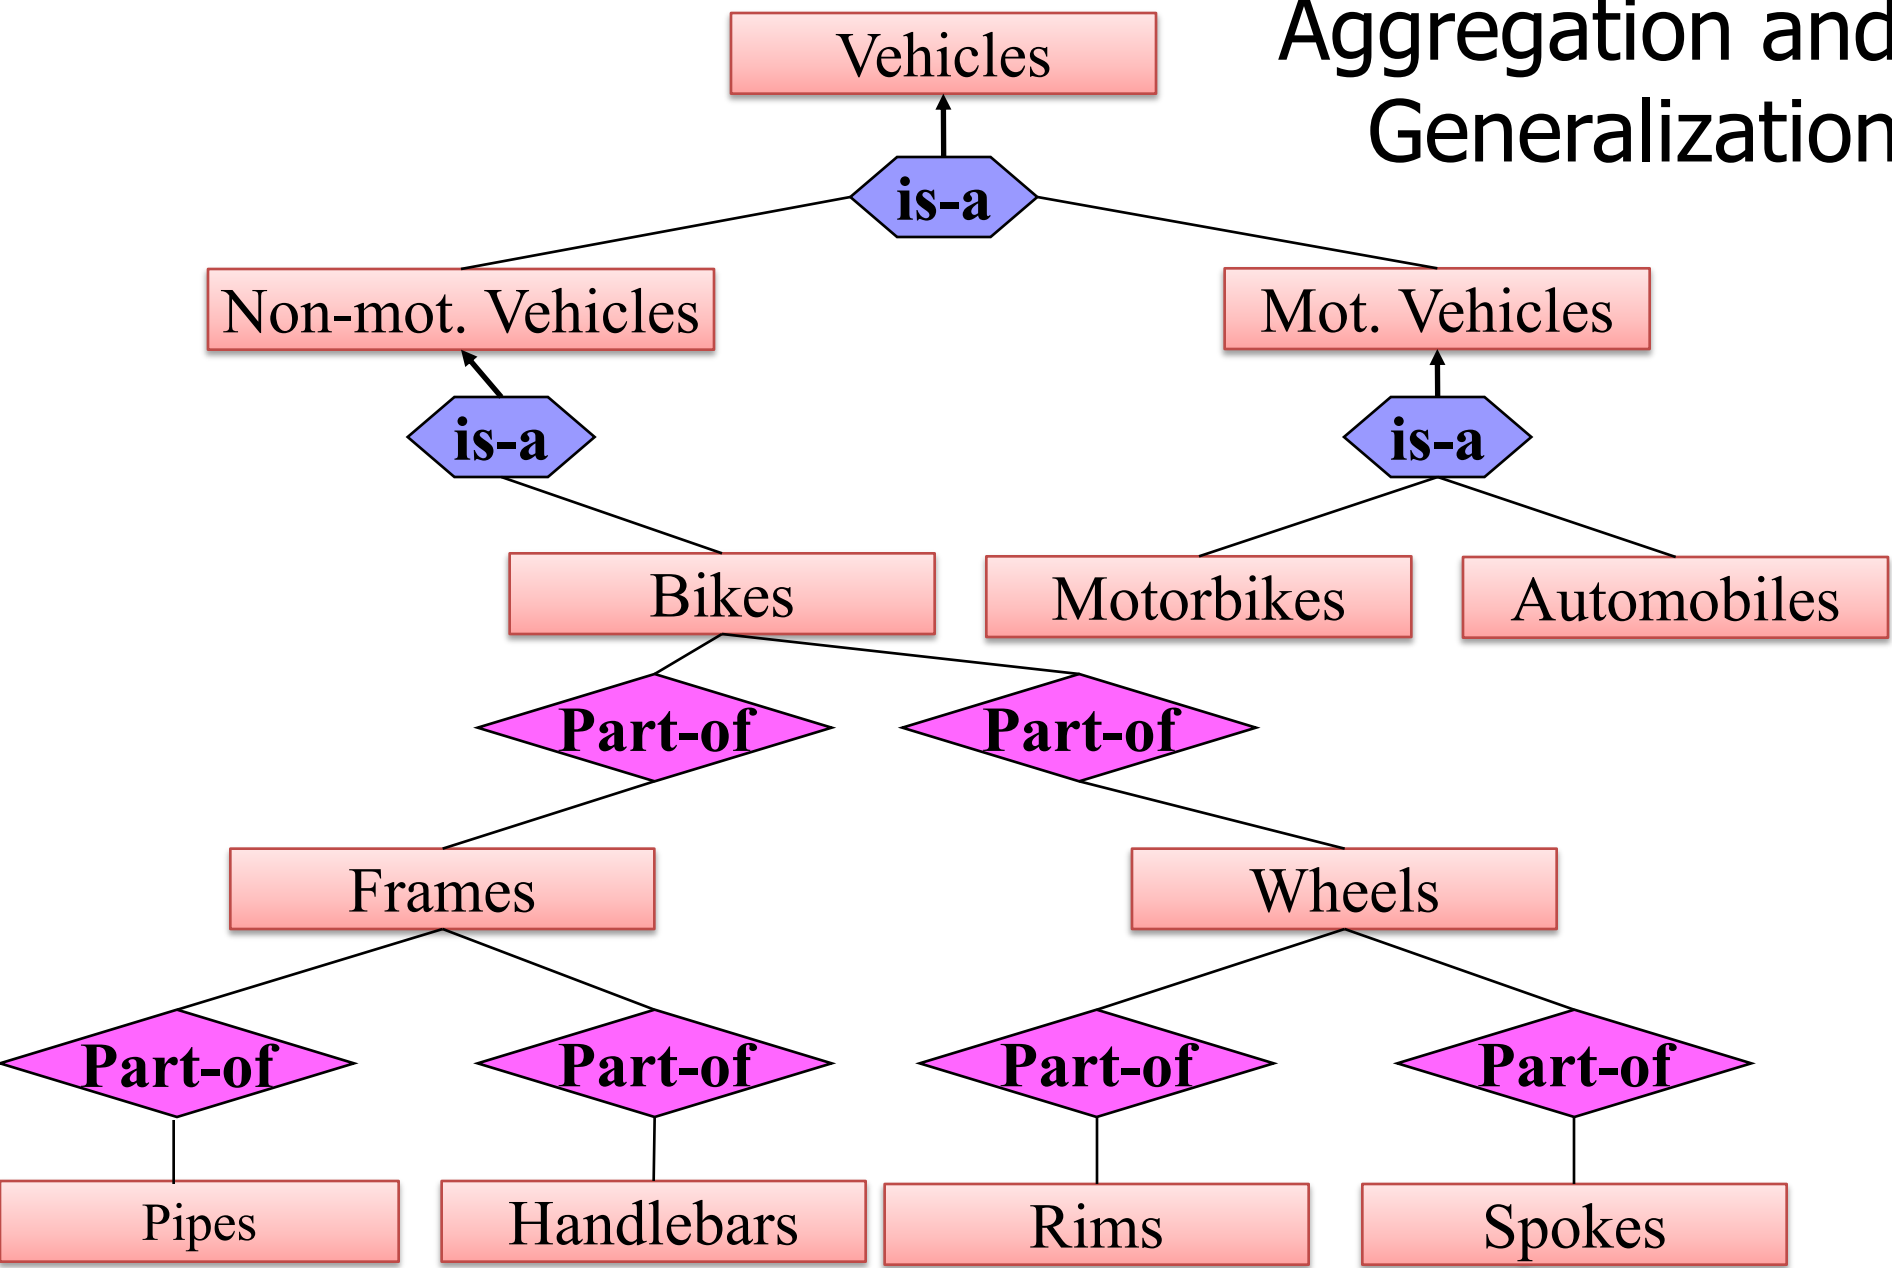 Aggregation and
Generalization
Vehicles
is-a
Non-mot. Vehicles
Mot. Vehicles
is-a
is-a
Bikes
Motorbikes
Automobiles
Part-of
Part-of
Frames
Wheels
Part-of
Part-of
Part-of
Part-of
Pipes
Handlebars
Rims
Spokes